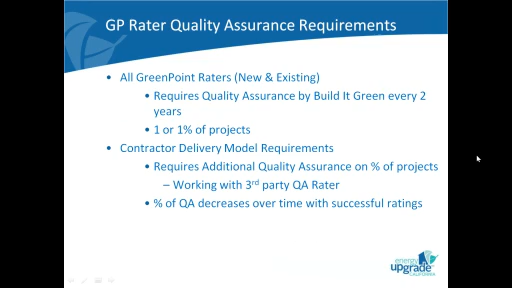 GP Rater Quality Assurance Requirements
• All GreenPoint Raters (New & Existing)
• Requires Quality Assurance by Build It Green every 2
years
• 1 or 1% of projects
• Contractor Delivery Model Requirements
• Requires Additional Quality Assurance on % of projects
– Working with 3rd party QA Rater
• % of QA decreases over time with successful ratings
energy
upgrade
CALIFORNIA